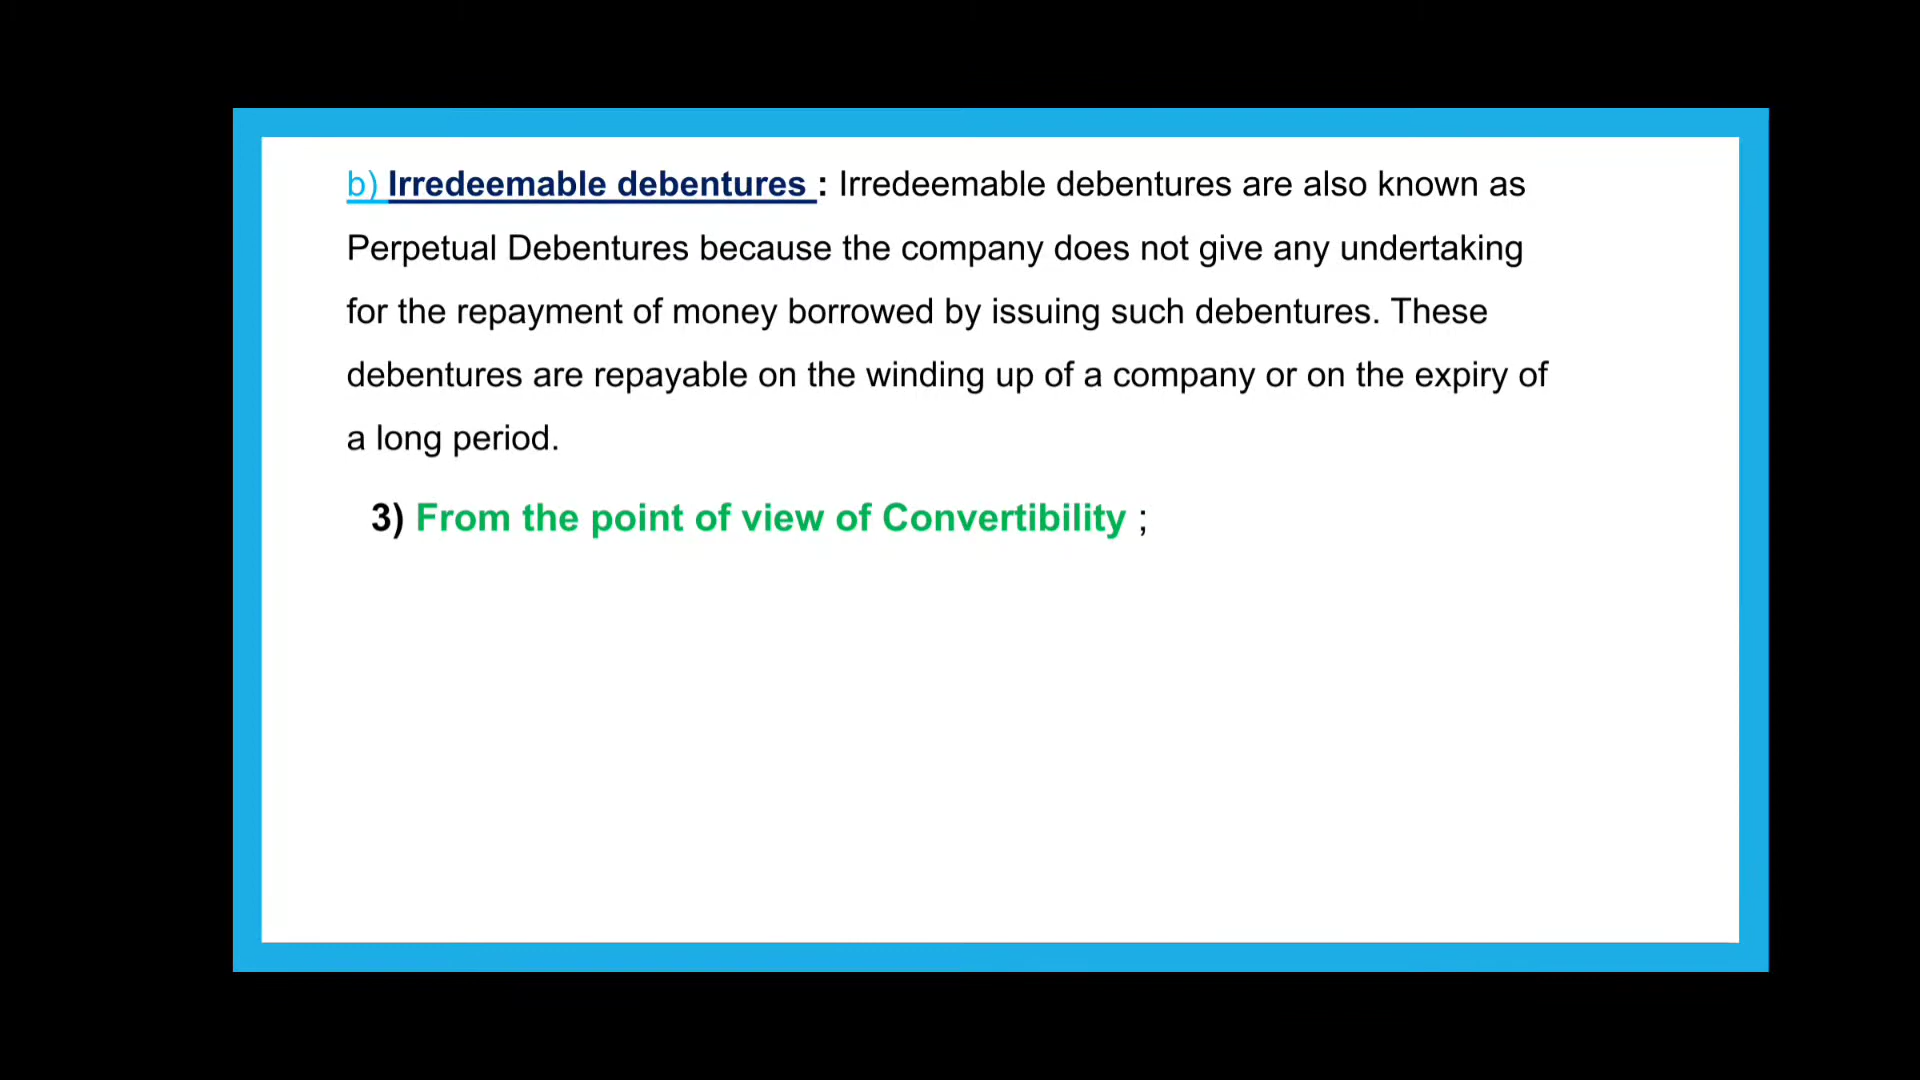 b) Irredeemable debentures : Irredeemable debentures are also known as
Perpetual Debentures because the company does not give any undertaking
for the repayment of money borrowed by issuing such debentures. These
debentures are repayable on the winding up of a company or on the expiry of
a long period.
3) From the point of view of Convertibility ;